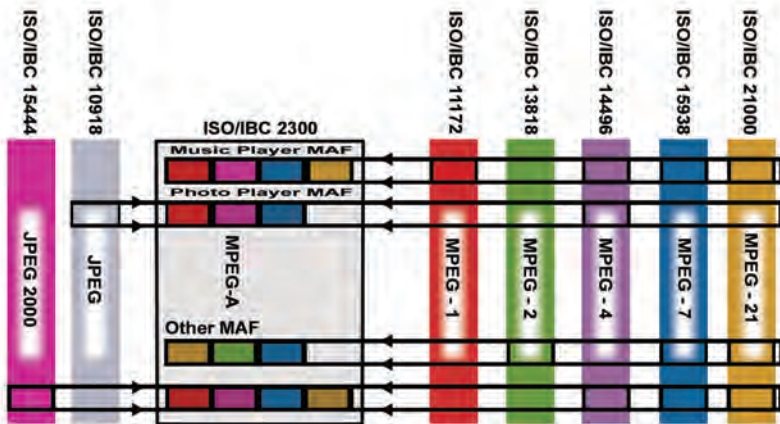 ISO/IBC 15444
ISO/IBC 10918
ISO/IBC 2300
ISO/IBC 11172
ISO/IBC 13818
ISO/IBC 14496
ISO/IBC 15938
ISO/IBC 21000
Music Player MAF
Photo Player MAF
JPEG 2000
JPEG
MPEG-A
MPEG - 1
MPEG - 2
MPEG - 4
MPEG - 7
MPEG - 21
Other MAF